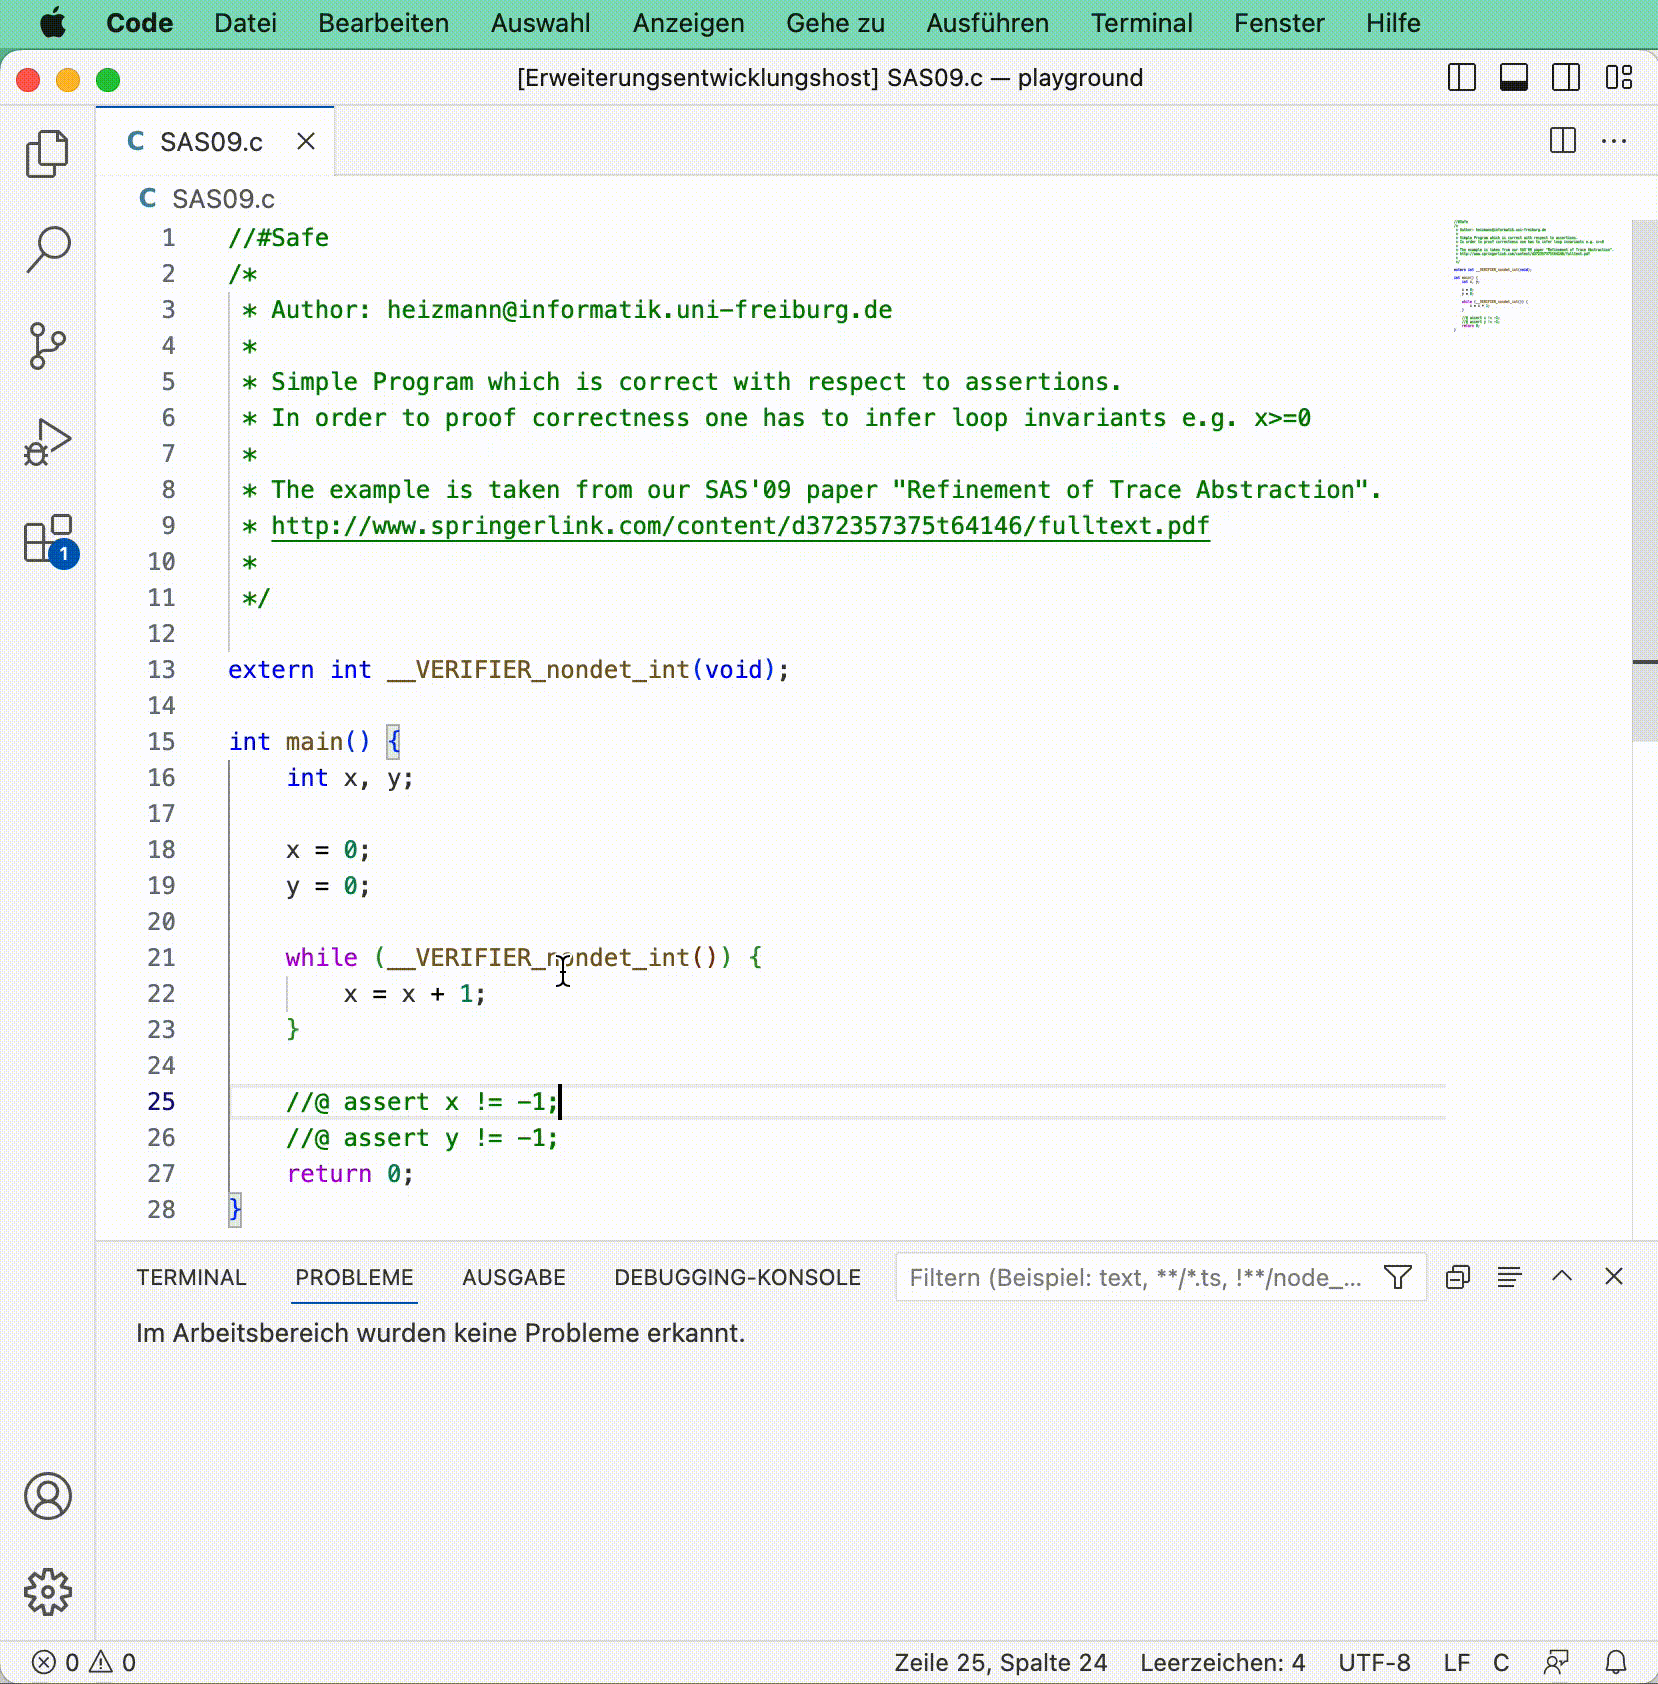 Code Datei Bearbeiten Auswahl Anzeigen Gehe zu Ausführen Terminal Fenster Hilfe
[Erweiterungsentwicklungshost] SAS09.c — playground
C SAS09.c
C SAS09.c
1 //#Safe
2 /*
3 * Author: heizmann@informatik.uni-freiburg.de
4 *
5 * Simple Program which is correct with respect to assertions.
6 * In order to proof correctness one has to infer loop invariants e.g. x>=0
7 *
8 * The example is taken from our SAS'09 paper "Refinement of Trace Abstraction".
9 * http://www.springerlink.com/content/d372357375t64146/fulltext.pdf
10 *
11 */
12
13 extern int __VERIFIER_nondet_int(void);
14
15 int main() {
16 int x, y;
17
18 x = 0;
19 y = 0;
20
21 while (__VERIFIER_nondet_int()) {
22 x = x + 1;
23 }
24
25 //@ assert x != -1;
26 //@ assert y != -1;
27 return 0;
28 }
1
TERMINAL PROBLEME AUSGABE DEBUGGING-KONSOLE Filtern (Beispiel: text, **/*.ts, !**/node_...
Im Arbeitsbereich wurden keine Probleme erkannt.
0 0 Zeile 25, Spalte 24 Leerzeichen: 4 UTF-8 LF C